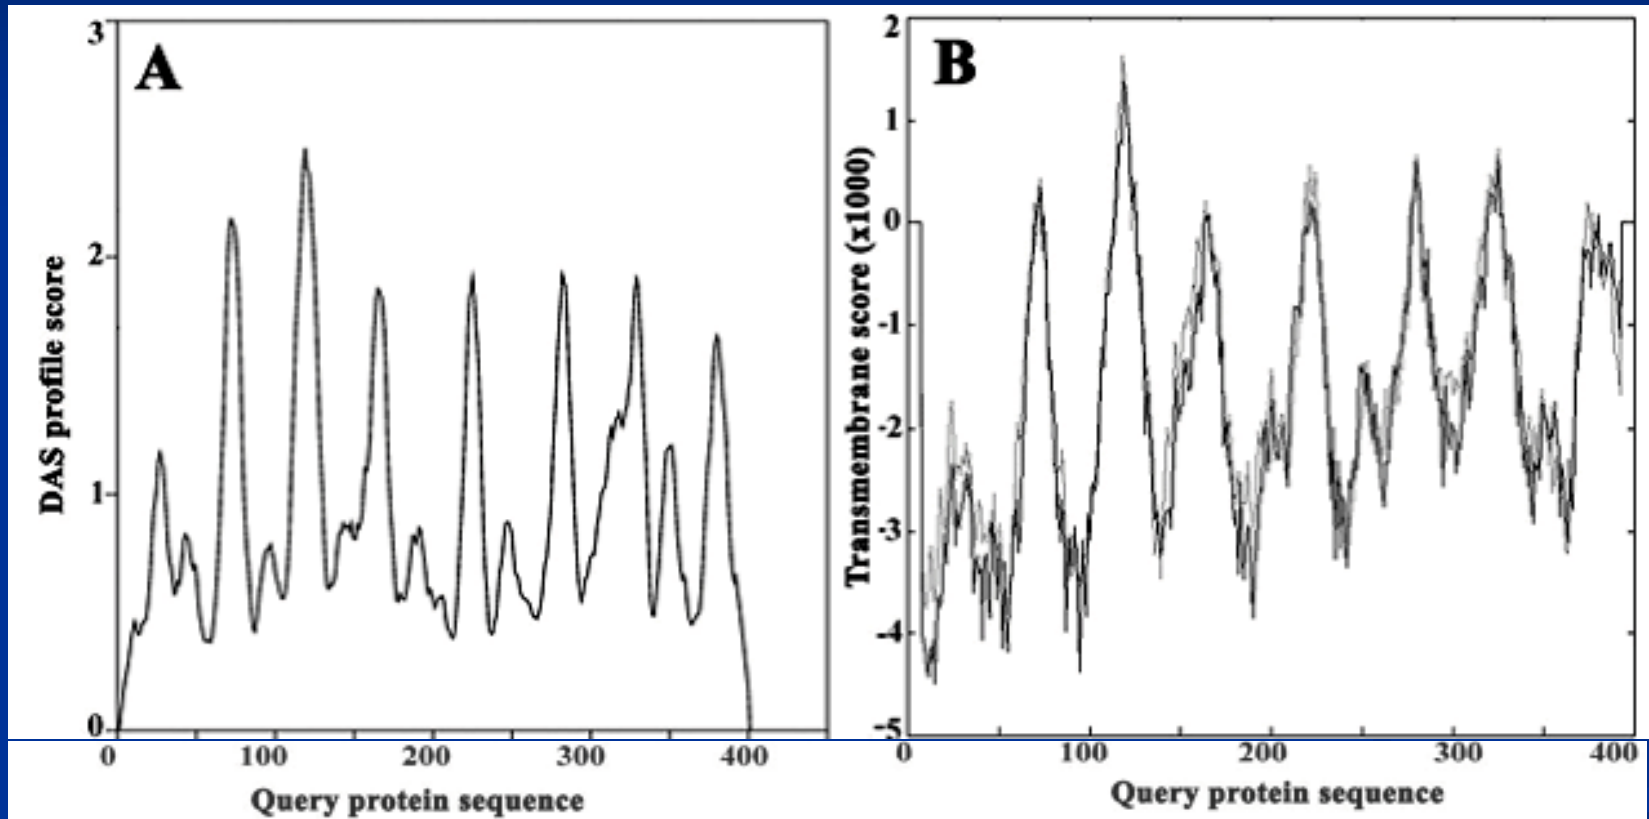 A
3
2
1
0
DAS profile score
0 100 200 300 400
Query protein sequence
B
2
1
0
-1
-2
-3
-4
-5
Transmembrane score (x1000)
0 100 200 300 400
Query protein sequence